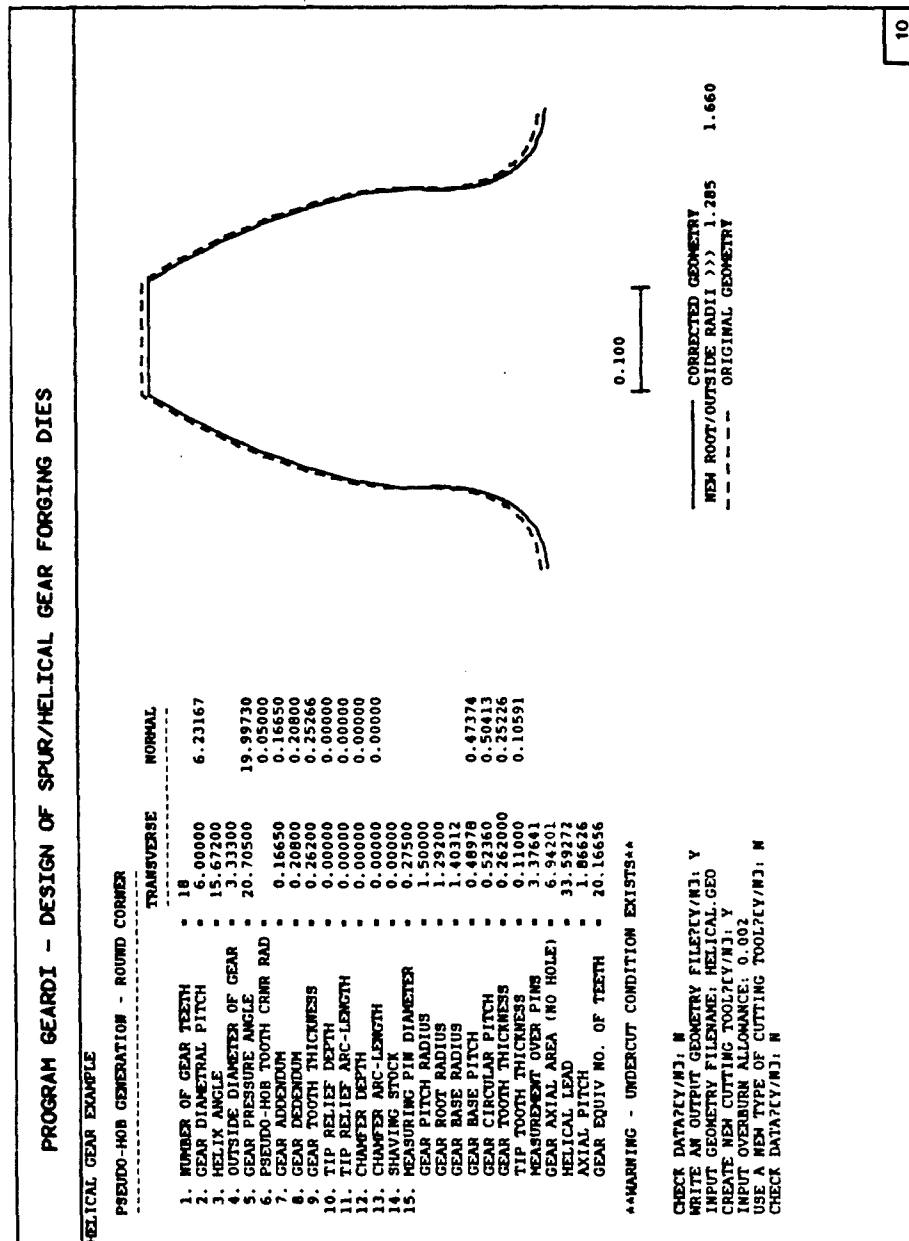 PROGRAM GEARDI - DESIGN OF SPUR/HELICAL GEAR FORGING DIES
HELICAL GEAR EXAMPLE
PSEUDO-HOB GENERATION - ROUND CORNER
TRANSVERSE NORMAL
1. NUMBER OF GEAR TEETH = 18
2. GEAR DIAMETRAL PITCH = 6.00000 6.23167
3. HELIX ANGLE = 15.67200
4. OUTSIDE DIAMETER OF GEAR = 3.33300
5. GEAR PRESSURE ANGLE = 20.70500 19.99730
6. PSEUDO-HOB TOOTH CRNR RAD = 0.05000
7. GEAR ADDENDUM = 0.16650 0.16650
8. GEAR DEDENDUM = 0.20800 0.20800
9. GEAR TOOTH THICKNESS = 0.26200 0.25266
10. TIP RELIEF DEPTH = 0.00000 0.00000
11. TIP RELIEF ARC-LENGTH = 0.00000 0.00000
12. CHAMFER DEPTH = 0.00000 0.00000
13. CHAMFER ARC-LENGTH = 0.00000 0.00000
14. SHAVING STOCK = 0.00000
15. MEASURING PIN DIAMETER = 0.27500
GEAR PITCH RADIUS = 1.50000
GEAR ROOT RADIUS = 1.29200
GEAR BASE RADIUS = 1.40312
GEAR BASE PITCH = 0.48978 0.47374
GEAR CIRCULAR PITCH = 0.52360 0.50413
GEAR TOOTH THICKNESS = 0.262000 0.25226
TIP TOOTH THICKNESS = 0.11000 0.10591
MEASUREMENT OVER PINS = 3.37641
GEAR AXIAL AREA (NO HOLE) = 6.94201
HELICAL LEAD = 33.59272
AXIAL PITCH = 1.86626
GEAR EQUIV NO. OF TEETH = 20.16656
**WARNING - UNDERCUT CONDITION EXISTS**
CHECK DATA?[Y/N]: N
WRITE AN OUTPUT GEOMETRY FILE?[Y/N]: Y
INPUT GEOMETRY FILENAME: HELICAL.GEO
CREATE NEW CUTTING TOOL?[Y/N]: Y
INPUT OVERBURN ALLOWANCE: 0.002
USE A NEW TYPE OF CUTTING TOOL?[Y/N]: N
CHECK DATA?[Y/N]: N
0.100
CORRECTED GEOMETRY
NEW ROOT/OUTSIDE RADII >>> 1.285 1.660
ORIGINAL GEOMETRY
10